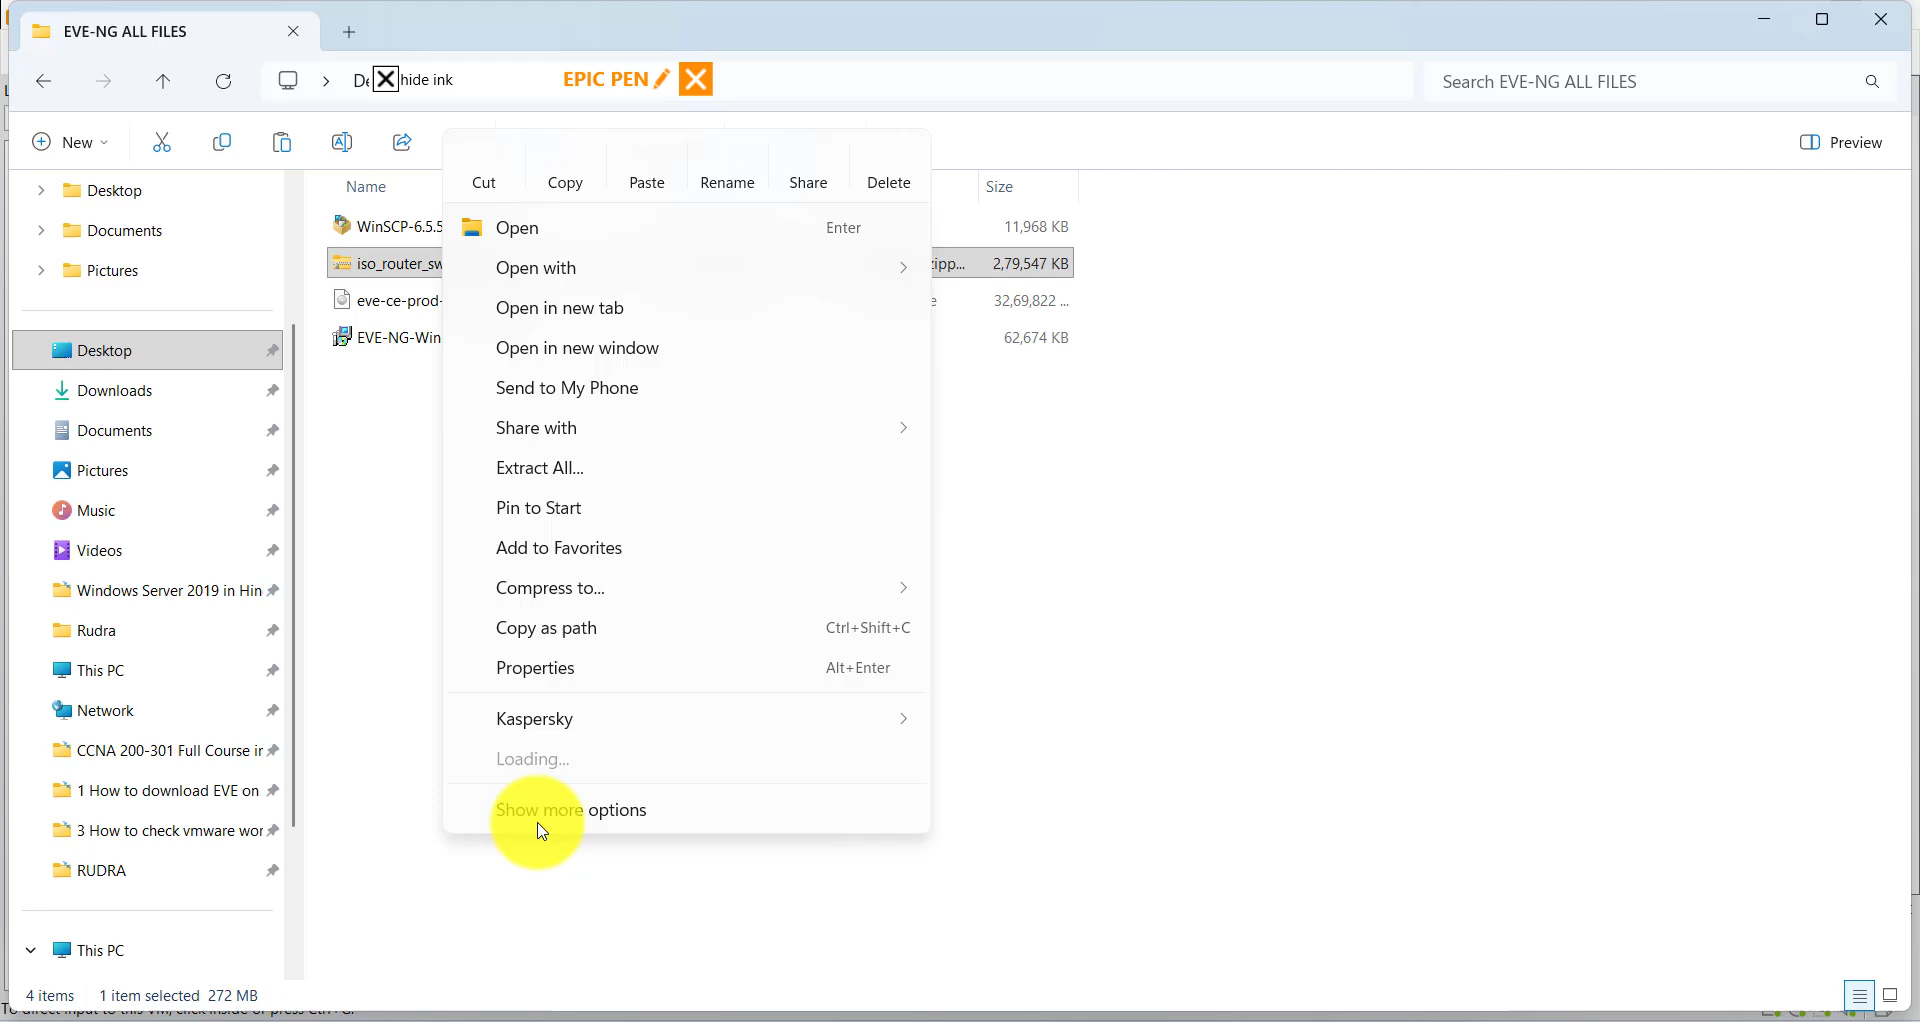 EVE-NG ALL FILES
hide ink
EPIC PEN
Search EVE-NG ALL FILES
New
Preview
Desktop
Documents
Pictures
Desktop
Downloads
Documents
Pictures
Music
Videos
Windows Server 2019 in Hin
Rudra
This PC
Network
CCNA 200-301 Full Course ir
1 How to download EVE on
3 How to check vmware wor
RUDRA
This PC
Name
Size
WinSCP-6.5.5
11,968 KB
iso_router_sw
zipp...
2,79,547 KB
eve-ce-prod-
32,69,822 ...
EVE-NG-Win
62,674 KB
Cut
Copy
Paste
Rename
Share
Delete
Open
Enter
Open with
Open in new tab
Open in new window
Send to My Phone
Share with
Extract All...
Pin to Start
Add to Favorites
Compress to...
Copy as path
Ctrl+Shift+C
Properties
Alt+Enter
Kaspersky
Loading...
Show more options
4 items
1 item selected 272 MB